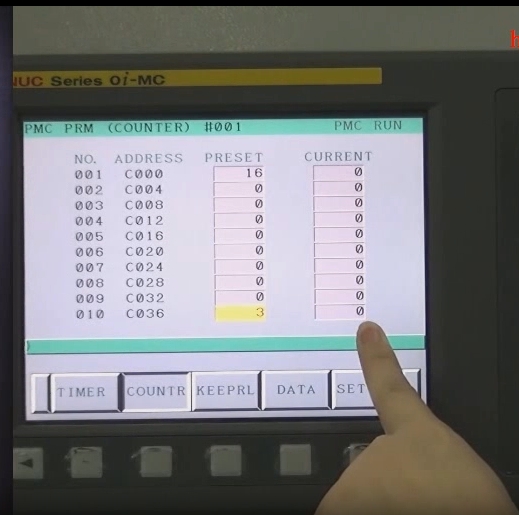 NUC Series 0i-MC
PMC PRM (COUNTER) #001 PMC RUN
NO. ADDRESS PRESET CURRENT
001 C000 16 0
002 C004 0 0
003 C008 0 0
004 C012 0 0
005 C016 0 0
006 C020 0 0
007 C024 0 0
008 C028 0 0
009 C032 0 0
010 C036 3 0
)
TIMER COUNTR KEEPRL DATA SET